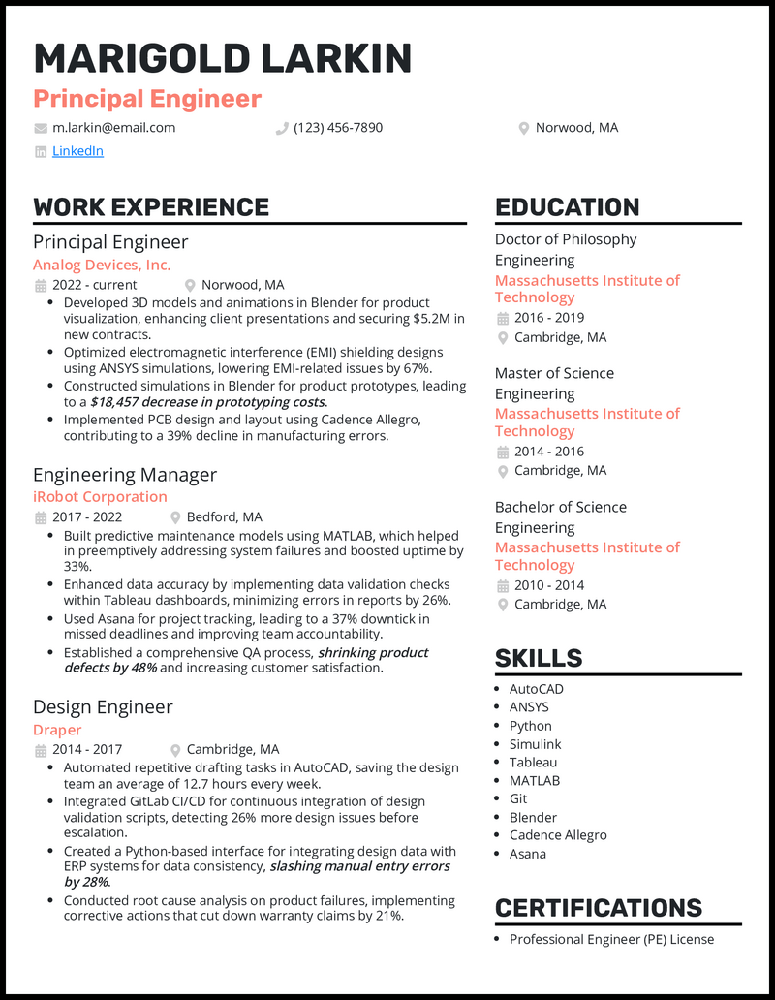 MARIGOLD LARKIN
Principal Engineer
m.larkin@email.com
(123) 456-7890
Norwood, MA
LinkedIn
WORK EXPERIENCE
Principal Engineer
Analog Devices, Inc.
2022 - current
Norwood, MA
• Developed 3D models and animations in Blender for product
visualization, enhancing client presentations and securing $5.2M in
new contracts.
• Optimized electromagnetic interference (EMI) shielding designs
using ANSYS simulations, lowering EMI-related issues by 67%.
• Constructed simulations in Blender for product prototypes, leading
to a $18,457 decrease in prototyping costs.
• Implemented PCB design and layout using Cadence Allegro,
contributing to a 39% decline in manufacturing errors.
Engineering Manager
iRobot Corporation
2017 - 2022
Bedford, MA
• Built predictive maintenance models using MATLAB, which helped
in preemptively addressing system failures and boosted uptime by
33%.
• Enhanced data accuracy by implementing data validation checks
within Tableau dashboards, minimizing errors in reports by 26%.
• Used Asana for project tracking, leading to a 37% downtick in
missed deadlines and improving team accountability.
• Established a comprehensive QA process, shrinking product
defects by 48% and increasing customer satisfaction.
Design Engineer
Draper
2014 - 2017
Cambridge, MA
• Automated repetitive drafting tasks in AutoCAD, saving the design
team an average of 12.7 hours every week.
• Integrated GitLab CI/CD for continuous integration of design
validation scripts, detecting 26% more design issues before
escalation.
• Created a Python-based interface for integrating design data with
ERP systems for data consistency, slashing manual entry errors
by 28%.
• Conducted root cause analysis on product failures, implementing
corrective actions that cut down warranty claims by 21%.
EDUCATION
Doctor of Philosophy
Engineering
Massachusetts Institute of
Technology
2016 - 2019
Cambridge, MA
Master of Science
Engineering
Massachusetts Institute of
Technology
2014 - 2016
Cambridge, MA
Bachelor of Science
Engineering
Massachusetts Institute of
Technology
2010 - 2014
Cambridge, MA
SKILLS
• AutoCAD
• ANSYS
• Python
• Simulink
• Tableau
• MATLAB
• Git
• Blender
• Cadence Allegro
• Asana
CERTIFICATIONS
• Professional Engineer (PE) License